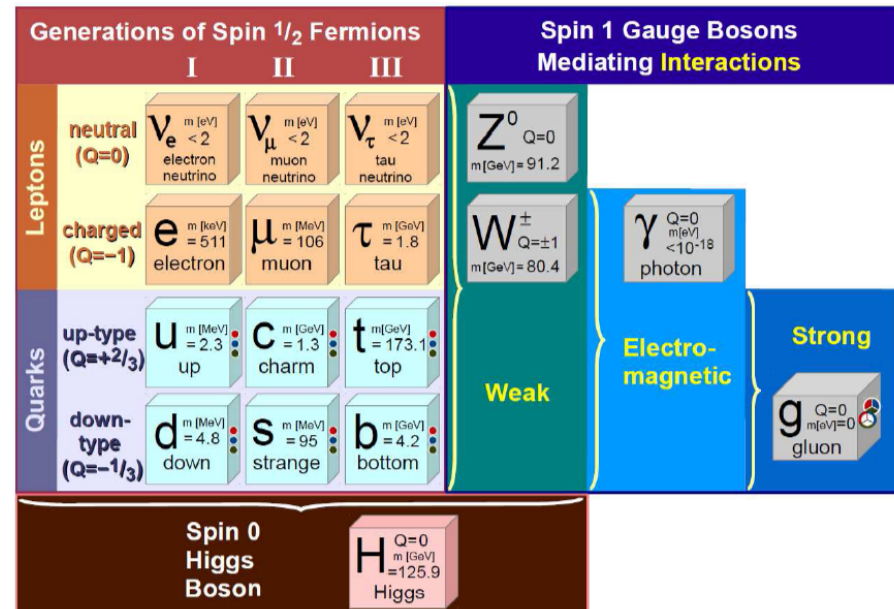 Generations of Spin 1/2 Fermions
I II III
Spin 1 Gauge Bosons
Mediating Interactions
Leptons
neutral
(Q=0)
νe m [eV] <2
electron
neutrino
νμ m [eV] <2
muon
neutrino
ντ m [eV] <2
tau
neutrino
Z0 Q=0
m[GeV]= 91.2
charged
(Q=−1)
e m [keV] = 511
electron
μ m [MeV] = 106
muon
τ m [GeV] = 1.8
tau
W± Q=±1
m[GeV]= 80.4
γ Q=0
m[eV]
<10-18
photon
Quarks
up-type
(Q=+2/3)
u m [MeV] = 2.3
up
c m [GeV] = 1.3
charm
t m[GeV] =173.1
top
down-
type
(Q=−1/3)
d m [MeV] = 4.8
down
s m [MeV] = 95
strange
b m [GeV] = 4.2
bottom
Weak
Electro-
magnetic
Strong
g Q=0
m[eV]=0
gluon
Spin 0
Higgs
Boson
H Q=0
m [GeV]
=125.9
Higgs